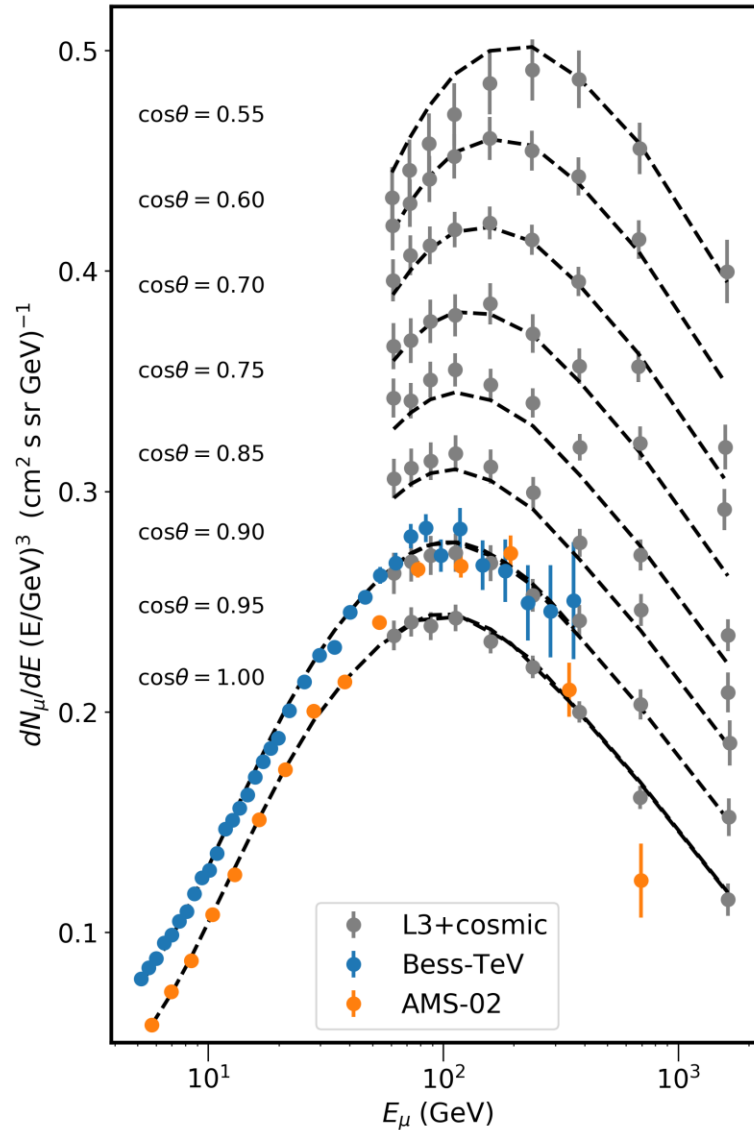 0.5
cosθ = 0.55
cosθ = 0.60
0.4
cosθ = 0.70
cosθ = 0.75
0.3
cosθ = 0.85
cosθ = 0.90
cosθ = 0.95
cosθ = 1.00
0.2
0.1
dN_μ/dE (E/GeV)³ (cm² s sr GeV)⁻¹
L3+cosmic
Bess-TeV
AMS-02
10¹ 10² 10³
E_μ (GeV)